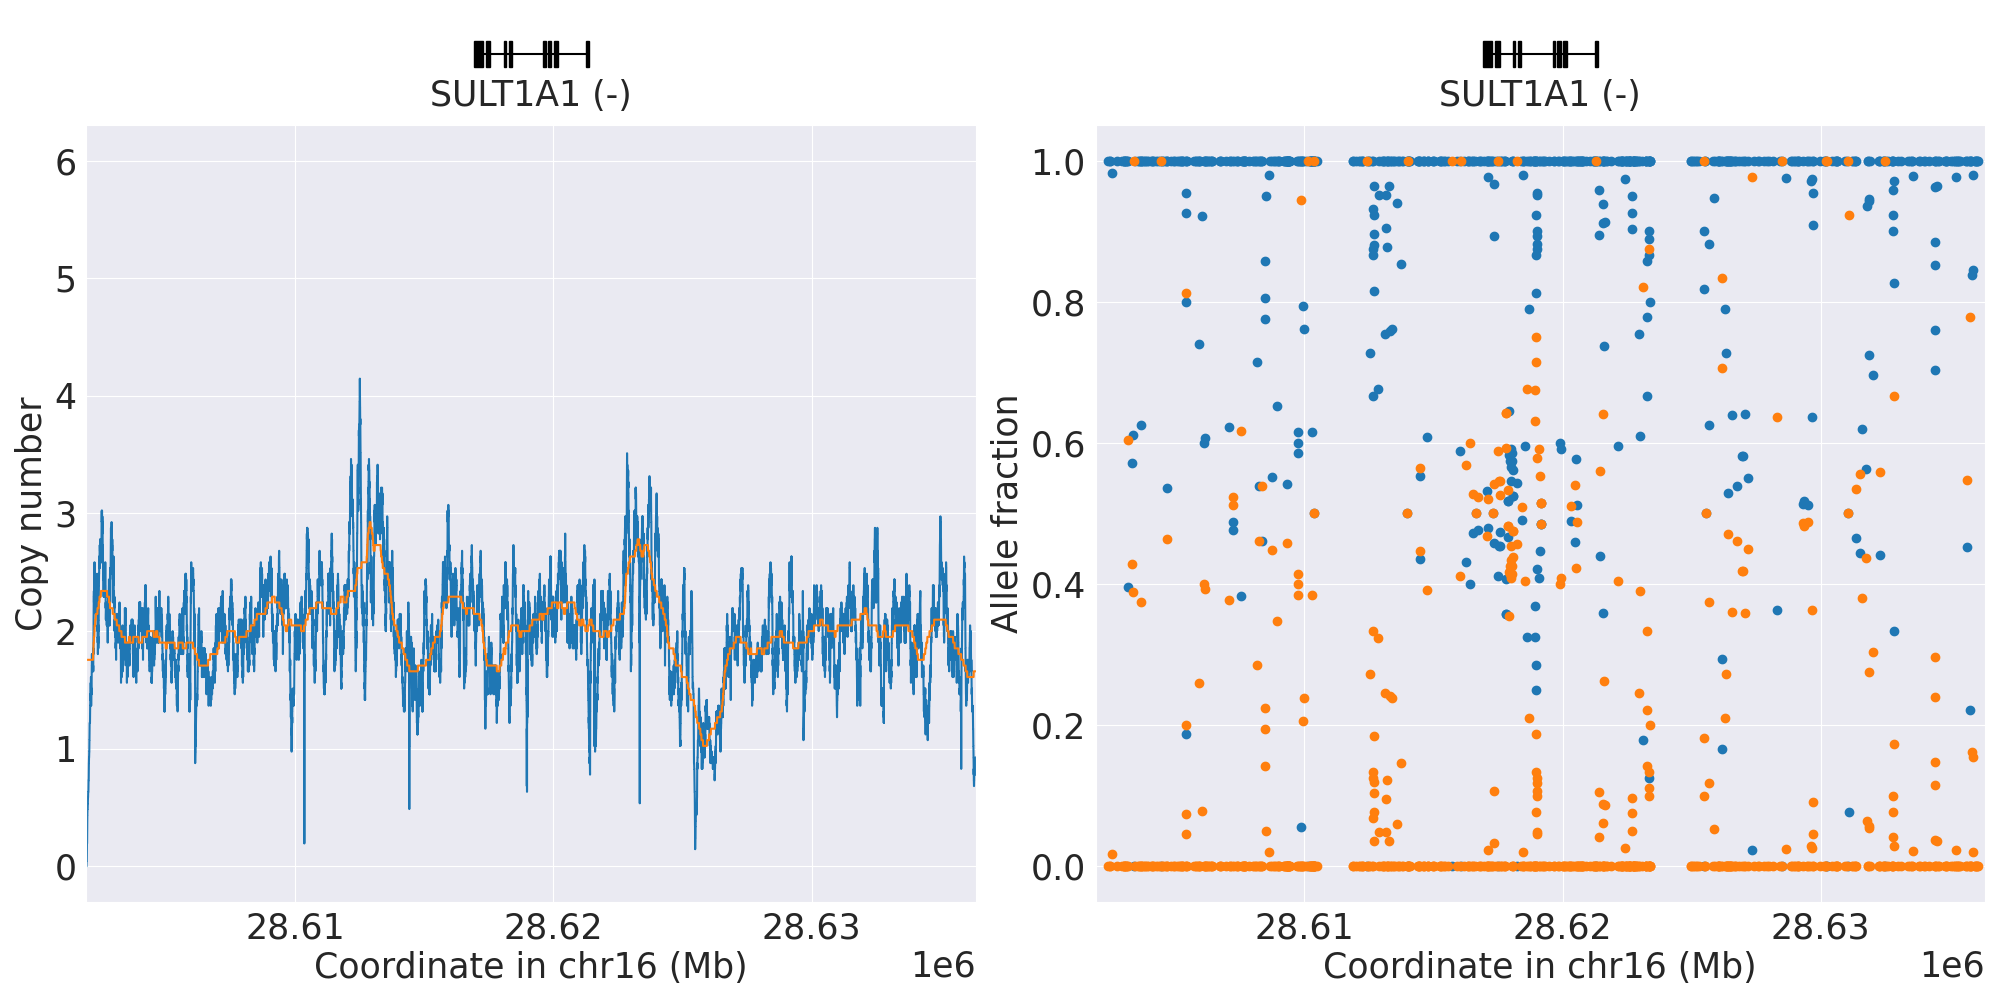 SULT1A1 (-)
SULT1A1 (-)
Copy number
6
5
4
3
2
1
0
28.61
28.62
28.63
Coordinate in chr16 (Mb)
1e6
Allele fraction
1.0
0.8
0.6
0.4
0.2
0.0
28.61
28.62
28.63
Coordinate in chr16 (Mb)
1e6